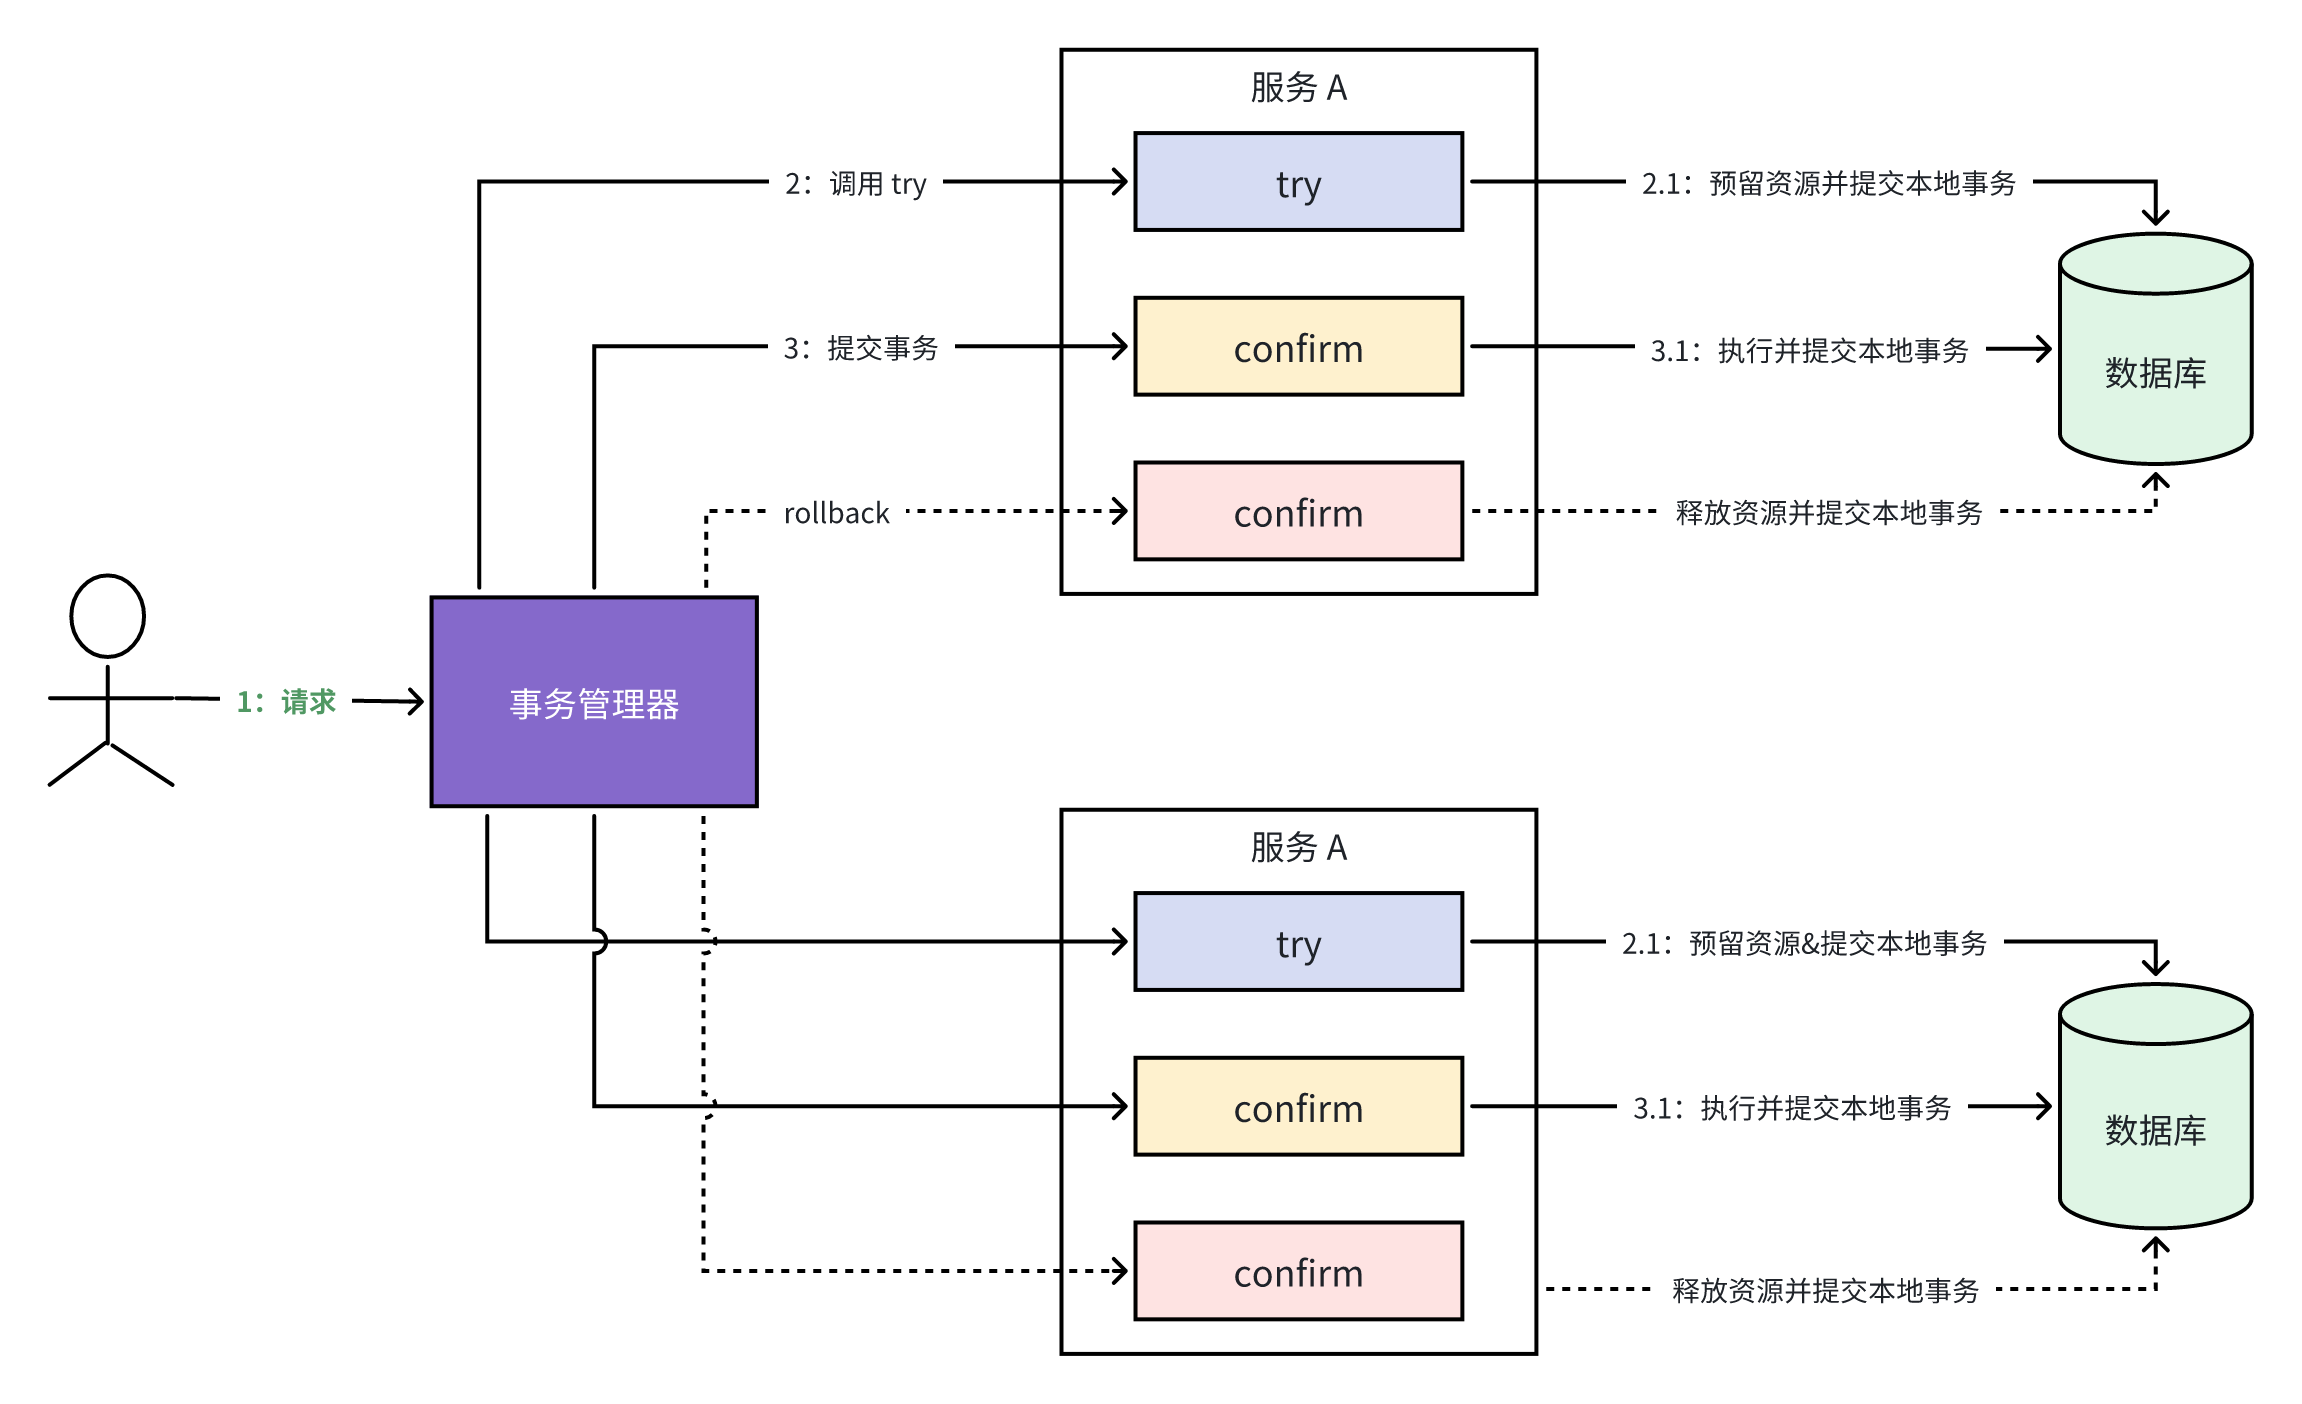 服务 A
try
2：调用 try
2.1：预留资源并提交本地事务
confirm
3：提交事务
3.1：执行并提交本地事务
数据库
confirm
rollback
释放资源并提交本地事务
1：请求
事务管理器
服务 A
try
2.1：预留资源&提交本地事务
confirm
3.1：执行并提交本地事务
数据库
confirm
释放资源并提交本地事务